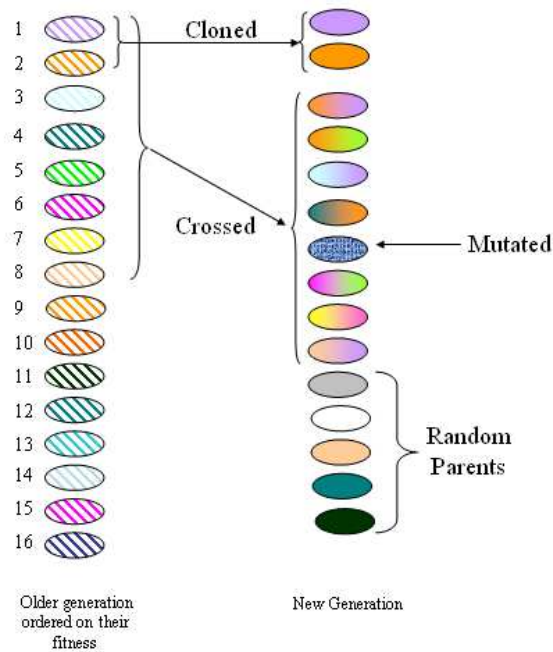 1
2
3
4
5
6
7
8
9
10
11
12
13
14
15
16
Cloned
Crossed
Mutated
Random
Parents
Older generation
ordered on their
fitness
New Generation